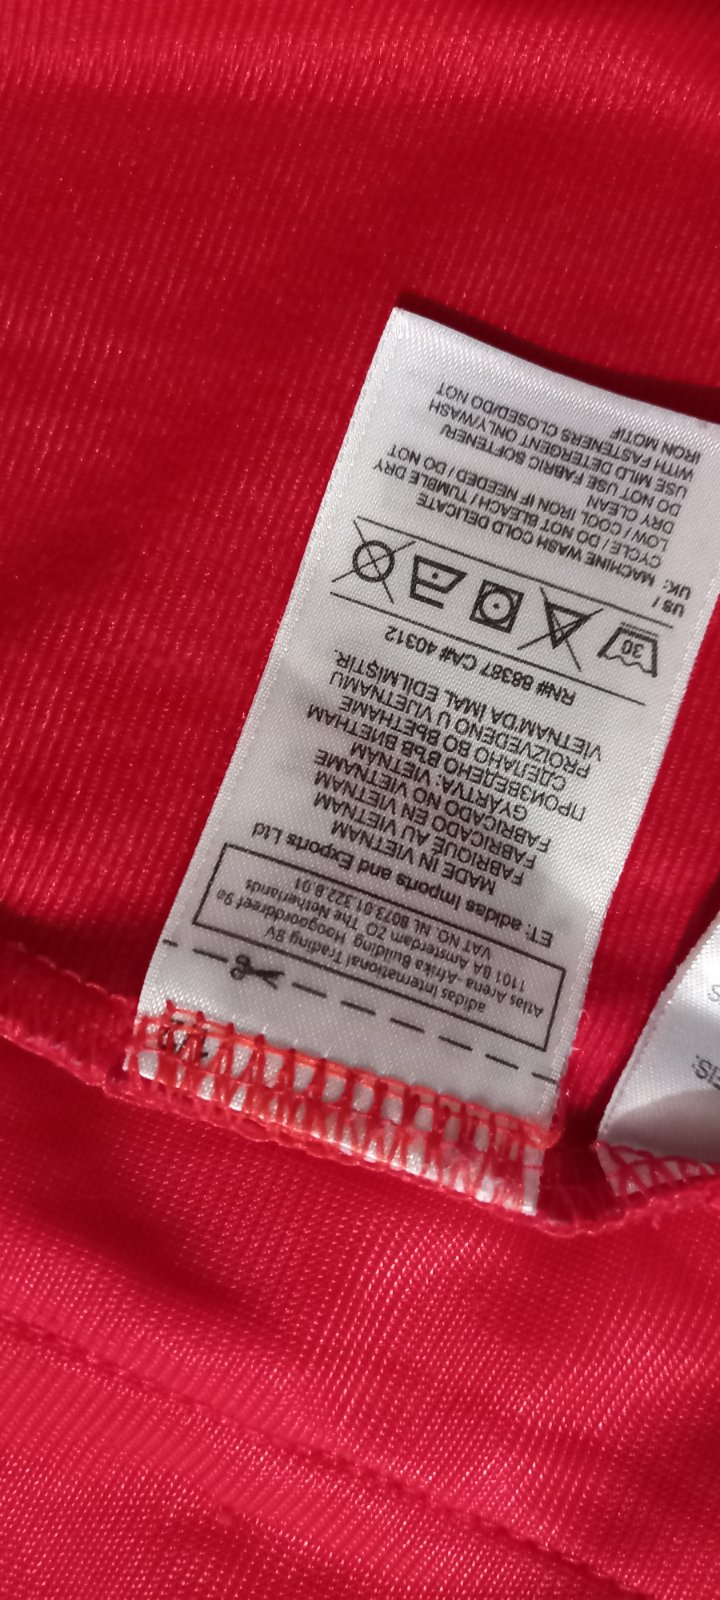 adidas International Trading BV
Atlas Arena -Afrika Building Hoogoorddreef 9a
1101 BA Amsterdam ZO The Netherlands
VAT NO. NL 8073.01.322.B.01
ET: adidas Imports and Exports Ltd
MADE IN VIETNAM
FABRIQUE AU VIETNAM
FABRICADO EN VIETNAM
FABRICADO NO VIETNAM
GYÁRTVA: VIETNAM
ПРОИЗВЕДЕНО ВЪВ ВИЕТНАМ
СДЕЛАНО ВО ВЬЕТНАМЕ
PROIZVEDENO U VIJETNAMU
VIETNAM'DA İMAL EDİLMİŞTİR.
RN# 88387 CA# 40312
30
US /
UK: MACHINE WASH COLD DELICATE
CYCLE / DO NOT BLEACH / TUMBLE DRY
LOW / COOL IRON IF NEEDED / DO NOT
DRY CLEAN
DO NOT USE FABRIC SOFTENER/
USE MILD DETERGENT ONLY/WASH
WITH FASTENERS CLOSED/DO NOT
IRON MOTIF